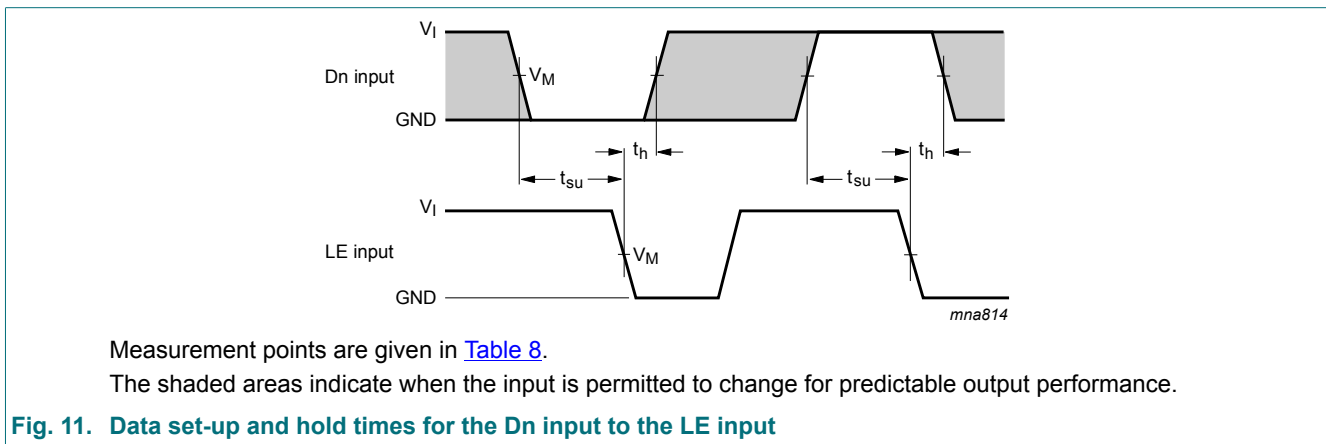 VI
Dn input
VM
GND
th
th
tsu
tsu
VI
LE input
VM
GND
mna814
Measurement points are given in Table 8.
The shaded areas indicate when the input is permitted to change for predictable output performance.
Fig. 11. Data set-up and hold times for the Dn input to the LE input